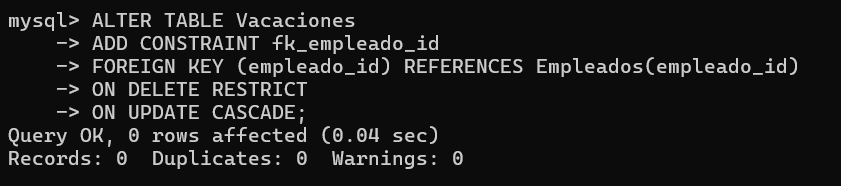 mysql> ALTER TABLE Vacaciones
    -> ADD CONSTRAINT fk_empleado_id
    -> FOREIGN KEY (empleado_id) REFERENCES Empleados(empleado_id)
    -> ON DELETE RESTRICT
    -> ON UPDATE CASCADE;
Query OK, 0 rows affected (0.04 sec)
Records: 0  Duplicates: 0  Warnings: 0